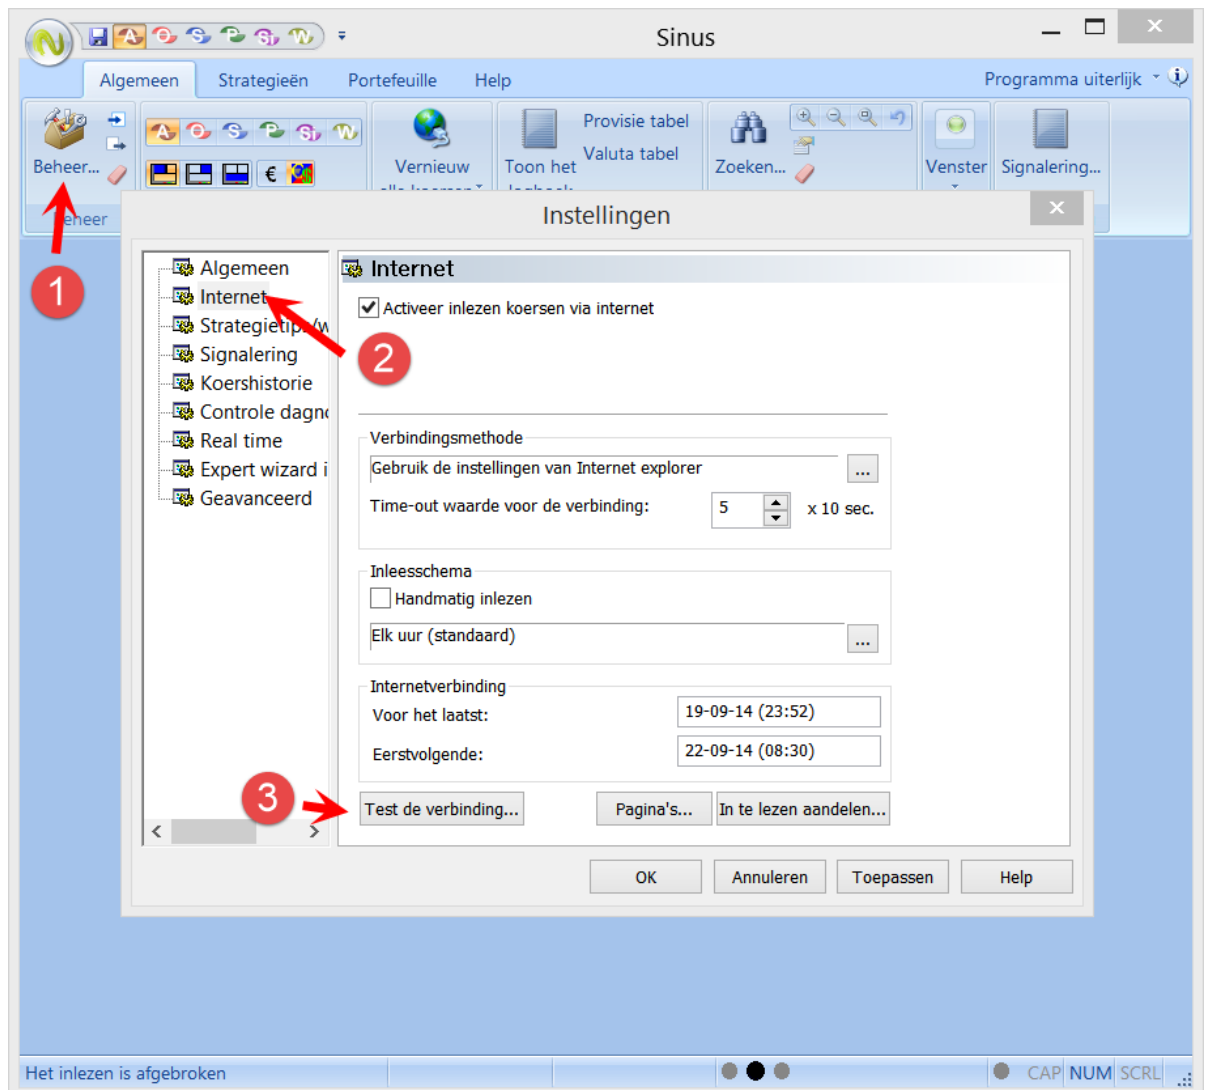 Sinus
Algemeen Strategieën Portefeuille Help Programma uiterlijk
Provisie tabel
Valuta tabel
Beheer... Vernieuw Toon het Zoeken... Venster Signalering...
€
Instellingen
1
Algemeen
Internet
Signalering
Koershistorie
Controle
Real time
Expert wizard
Geavanceerd
2
Internet
Activeer inlezen koersen via internet
Verbindingsmethode
Gebruik de instellingen van Internet explorer ...
Time-out waarde voor de verbinding: 5 x 10 sec.
Inleesschema
Handmatig inlezen
Elk uur (standaard) ...
Internetverbinding
Voor het laatst: 19-09-14 (23:52)
Eerstvolgende: 22-09-14 (08:30)
3
Test de verbinding... Pagina's... In te lezen aandelen...
OK Annuleren Toepassen Help
Het inlezen is afgebroken CAP NUM SCRL